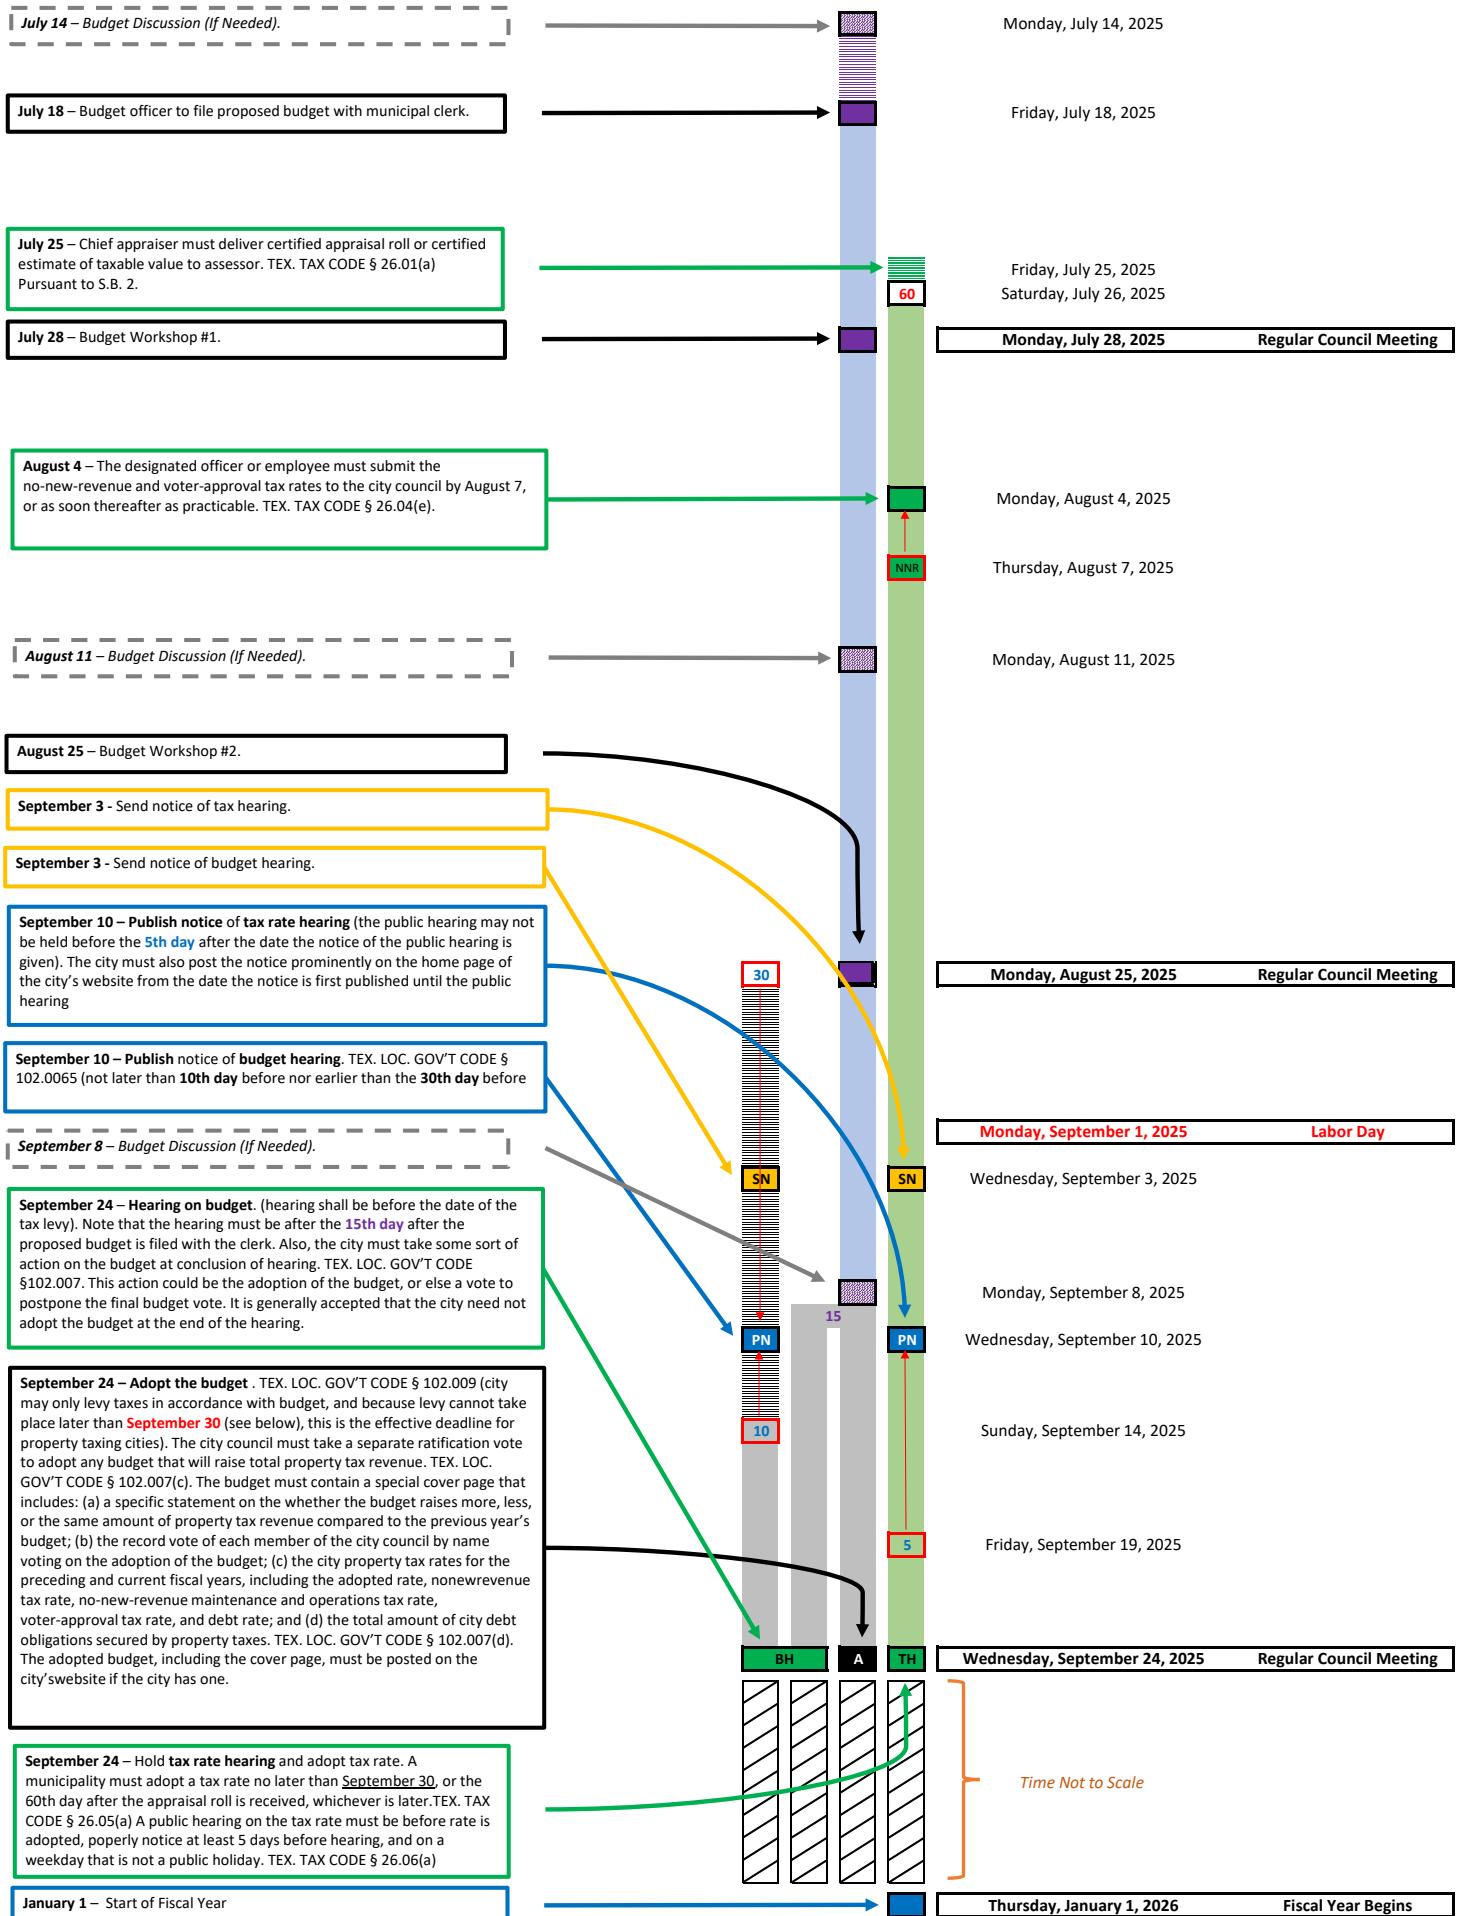 July 14 – Budget Discussion (If Needed).
Monday, July 14, 2025
July 18 – Budget officer to file proposed budget with municipal clerk.
Friday, July 18, 2025
July 25 – Chief appraiser must deliver certified appraisal roll or certified
estimate of taxable value to assessor. TEX. TAX CODE § 26.01(a)
Pursuant to S.B. 2.
Friday, July 25, 2025
60
Saturday, July 26, 2025
July 28 – Budget Workshop #1.
Monday, July 28, 2025 Regular Council Meeting
August 4 – The designated officer or employee must submit the
no-new-revenue and voter-approval tax rates to the city council by August 7,
or as soon thereafter as practicable. TEX. TAX CODE § 26.04(e).
Monday, August 4, 2025
NNR
Thursday, August 7, 2025
August 11 – Budget Discussion (If Needed).
Monday, August 11, 2025
August 25 – Budget Workshop #2.
September 3 - Send notice of tax hearing.
September 3 - Send notice of budget hearing.
September 10 – Publish notice of tax rate hearing (the public hearing may not
be held before the 5th day after the date the notice of the public hearing is
given). The city must also post the notice prominently on the home page of
the city's website from the date the notice is first published until the public
hearing
30
Monday, August 25, 2025 Regular Council Meeting
September 10 – Publish notice of budget hearing. TEX. LOC. GOV'T CODE §
102.0065 (not later than 10th day before nor earlier than the 30th day before
Monday, September 1, 2025 Labor Day
September 8 – Budget Discussion (If Needed).
SN
SN
Wednesday, September 3, 2025
September 24 – Hearing on budget. (hearing shall be before the date of the
tax levy). Note that the hearing must be after the 15th day after the
proposed budget is filed with the clerk. Also, the city must take some sort of
action on the budget at conclusion of hearing. TEX. LOC. GOV'T CODE
§102.007. This action could be the adoption of the budget, or else a vote to
postpone the final budget vote. It is generally accepted that the city need not
adopt the budget at the end of the hearing.
Monday, September 8, 2025
15
PN
PN
Wednesday, September 10, 2025
September 24 – Adopt the budget . TEX. LOC. GOV'T CODE § 102.009 (city
may only levy taxes in accordance with budget, and because levy cannot take
place later than September 30 (see below), this is the effective deadline for
property taxing cities). The city council must take a separate ratification vote
to adopt any budget that will raise total property tax revenue. TEX. LOC.
GOV'T CODE § 102.007(c). The budget must contain a special cover page that
includes: (a) a specific statement on the whether the budget raises more, less,
or the same amount of property tax revenue compared to the previous year's
budget; (b) the record vote of each member of the city council by name
voting on the adoption of the budget; (c) the city property tax rates for the
preceding and current fiscal years, including the adopted rate, nonewrevenue
tax rate, no-new-revenue maintenance and operations tax rate,
voter-approval tax rate, and debt rate; and (d) the total amount of city debt
obligations secured by property taxes. TEX. LOC. GOV'T CODE § 102.007(d).
The adopted budget, including the cover page, must be posted on the
city'swebsite if the city has one.
10
Sunday, September 14, 2025
5
Friday, September 19, 2025
BH
A
TH
Wednesday, September 24, 2025 Regular Council Meeting
September 24 – Hold tax rate hearing and adopt tax rate. A
municipality must adopt a tax rate no later than September 30, or the
60th day after the appraisal roll is received, whichever is later.TEX. TAX
CODE § 26.05(a) A public hearing on the tax rate must be before rate is
adopted, poperly notice at least 5 days before hearing, and on a
weekday that is not a public holiday. TEX. TAX CODE § 26.06(a)
Time Not to Scale
January 1 – Start of Fiscal Year
Thursday, January 1, 2026 Fiscal Year Begins